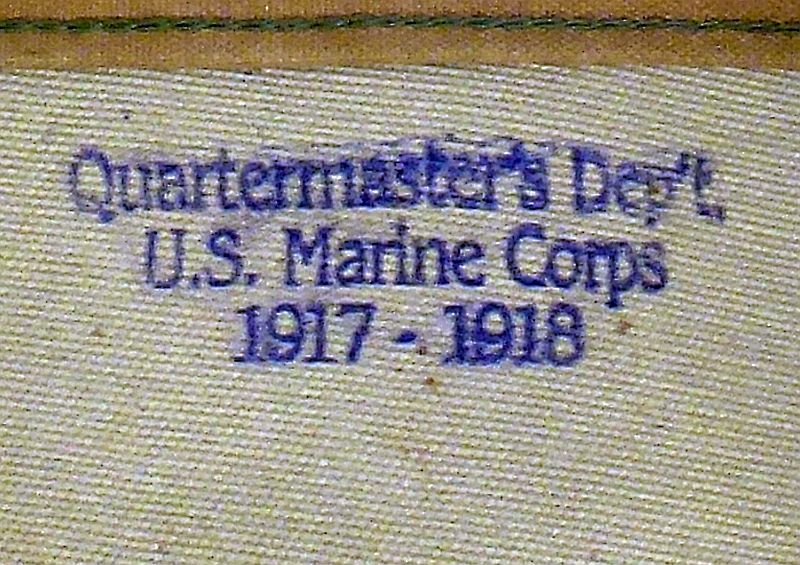 Quartermaster's Dep't.
U.S. Marine Corps
1917 - 1918